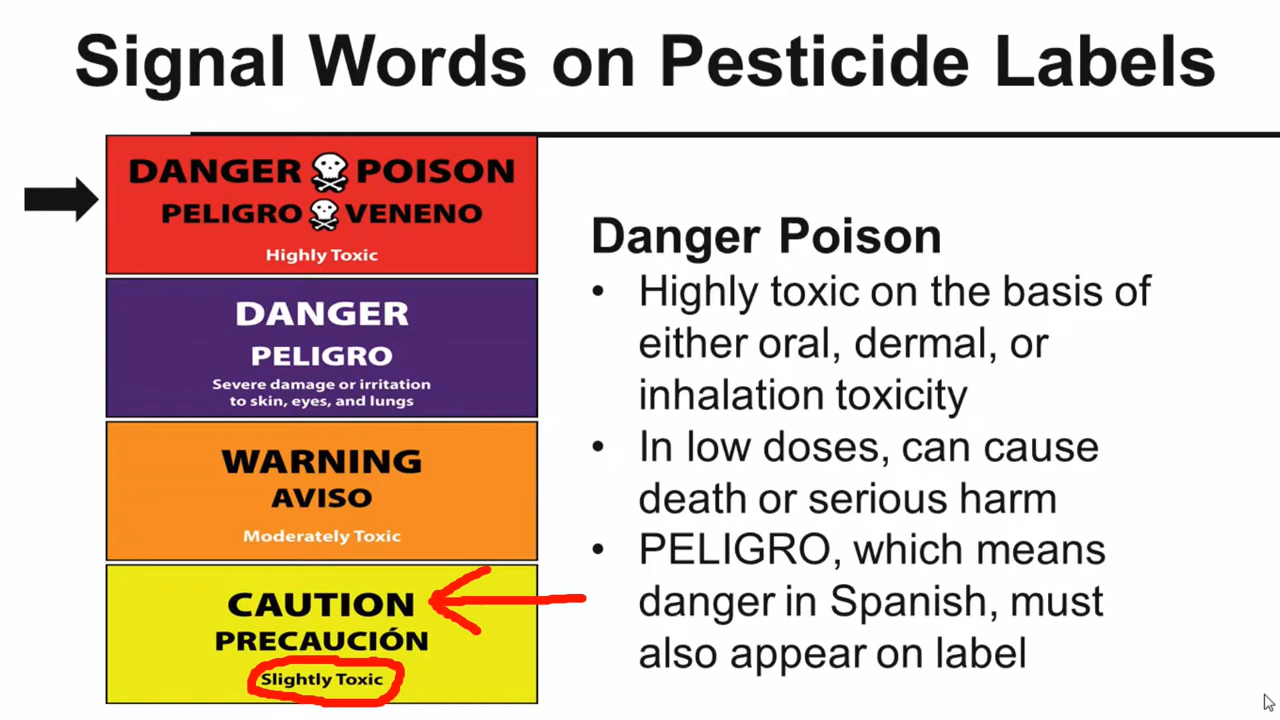 Signal Words on Pesticide Labels
DANGER POISON
PELIGRO VENENO
Highly Toxic
DANGER
PELIGRO
Severe damage or irritation
to skin, eyes, and lungs
WARNING
AVISO
Moderately Toxic
CAUTION
PRECAUCIÓN
Slightly Toxic
Danger Poison
• Highly toxic on the basis of
either oral, dermal, or
inhalation toxicity
• In low doses, can cause
death or serious harm
• PELIGRO, which means
danger in Spanish, must
also appear on label